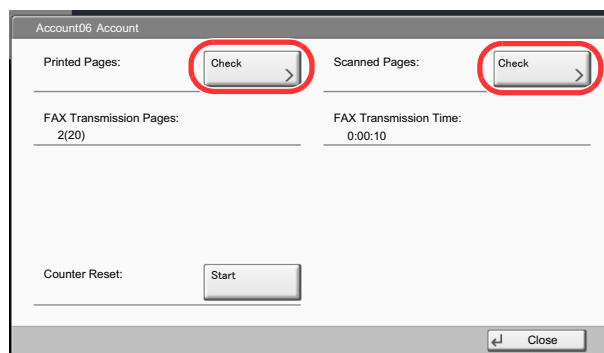 Account06 Account
Printed Pages:
Check
Scanned Pages:
Check
FAX Transmission Pages:
2(20)
FAX Transmission Time:
0:00:10
Counter Reset:
Start
Close